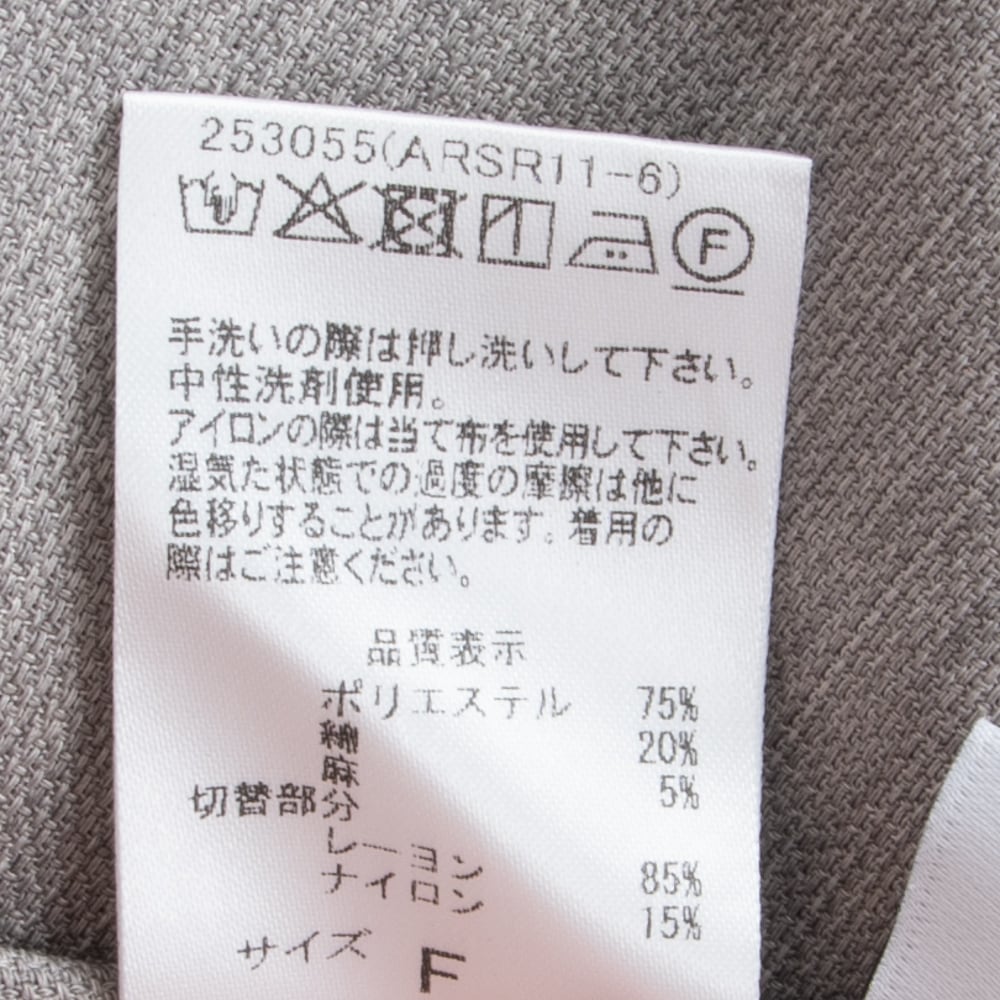 253055(ARSR11-6)
F
手洗いの際は押し洗いして下さい。
中性洗剤使用。
アイロンの際は当て布を使用して下さい。
湿気た状態での過度の摩擦は他に
色移りすることがあります。着用の
際はご注意ください。
品質表示
ポリエステル 75%
綿 20%
麻 5%
切替部分
レーヨン 85%
ナイロン 15%
サイズ F